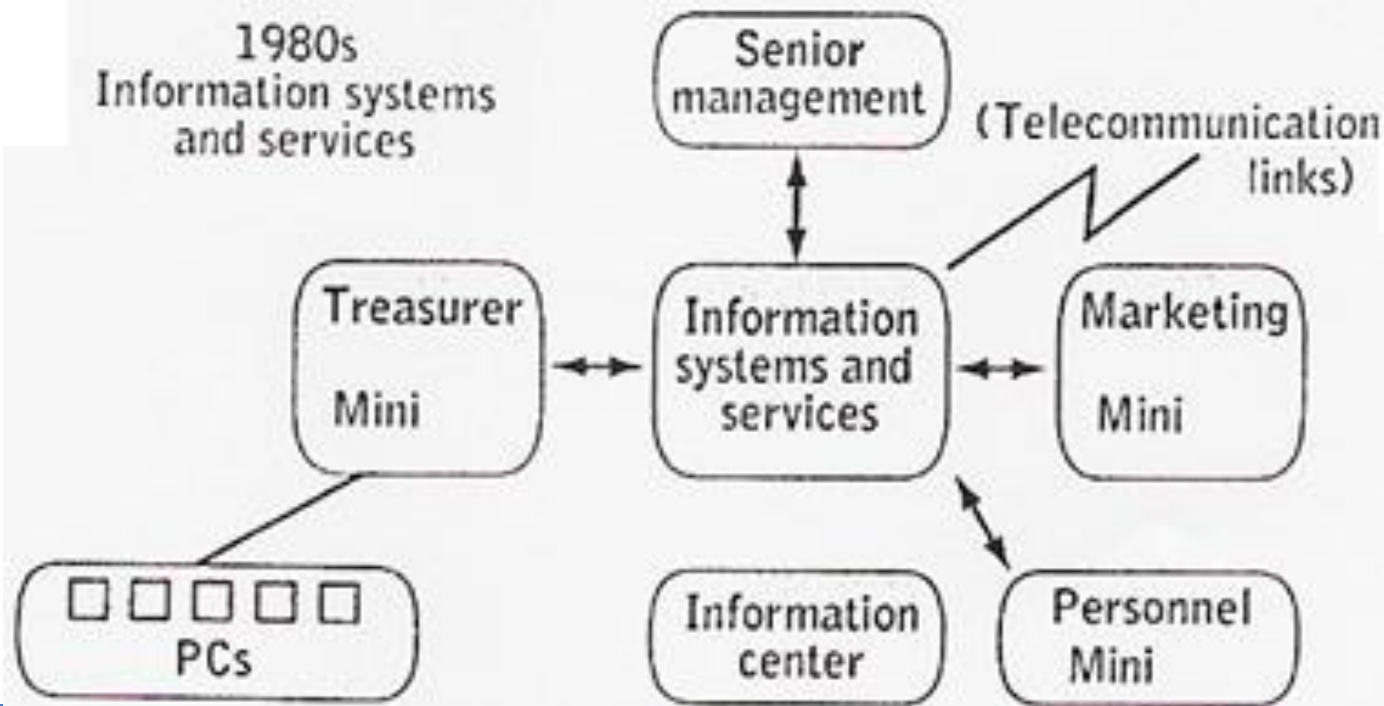 1980s
Information systems
and services
Senior
management
(Telecommunication
links)
Treasurer
Mini
Information
systems and
services
Marketing
Mini
PCs
Information
center
Personnel
Mini